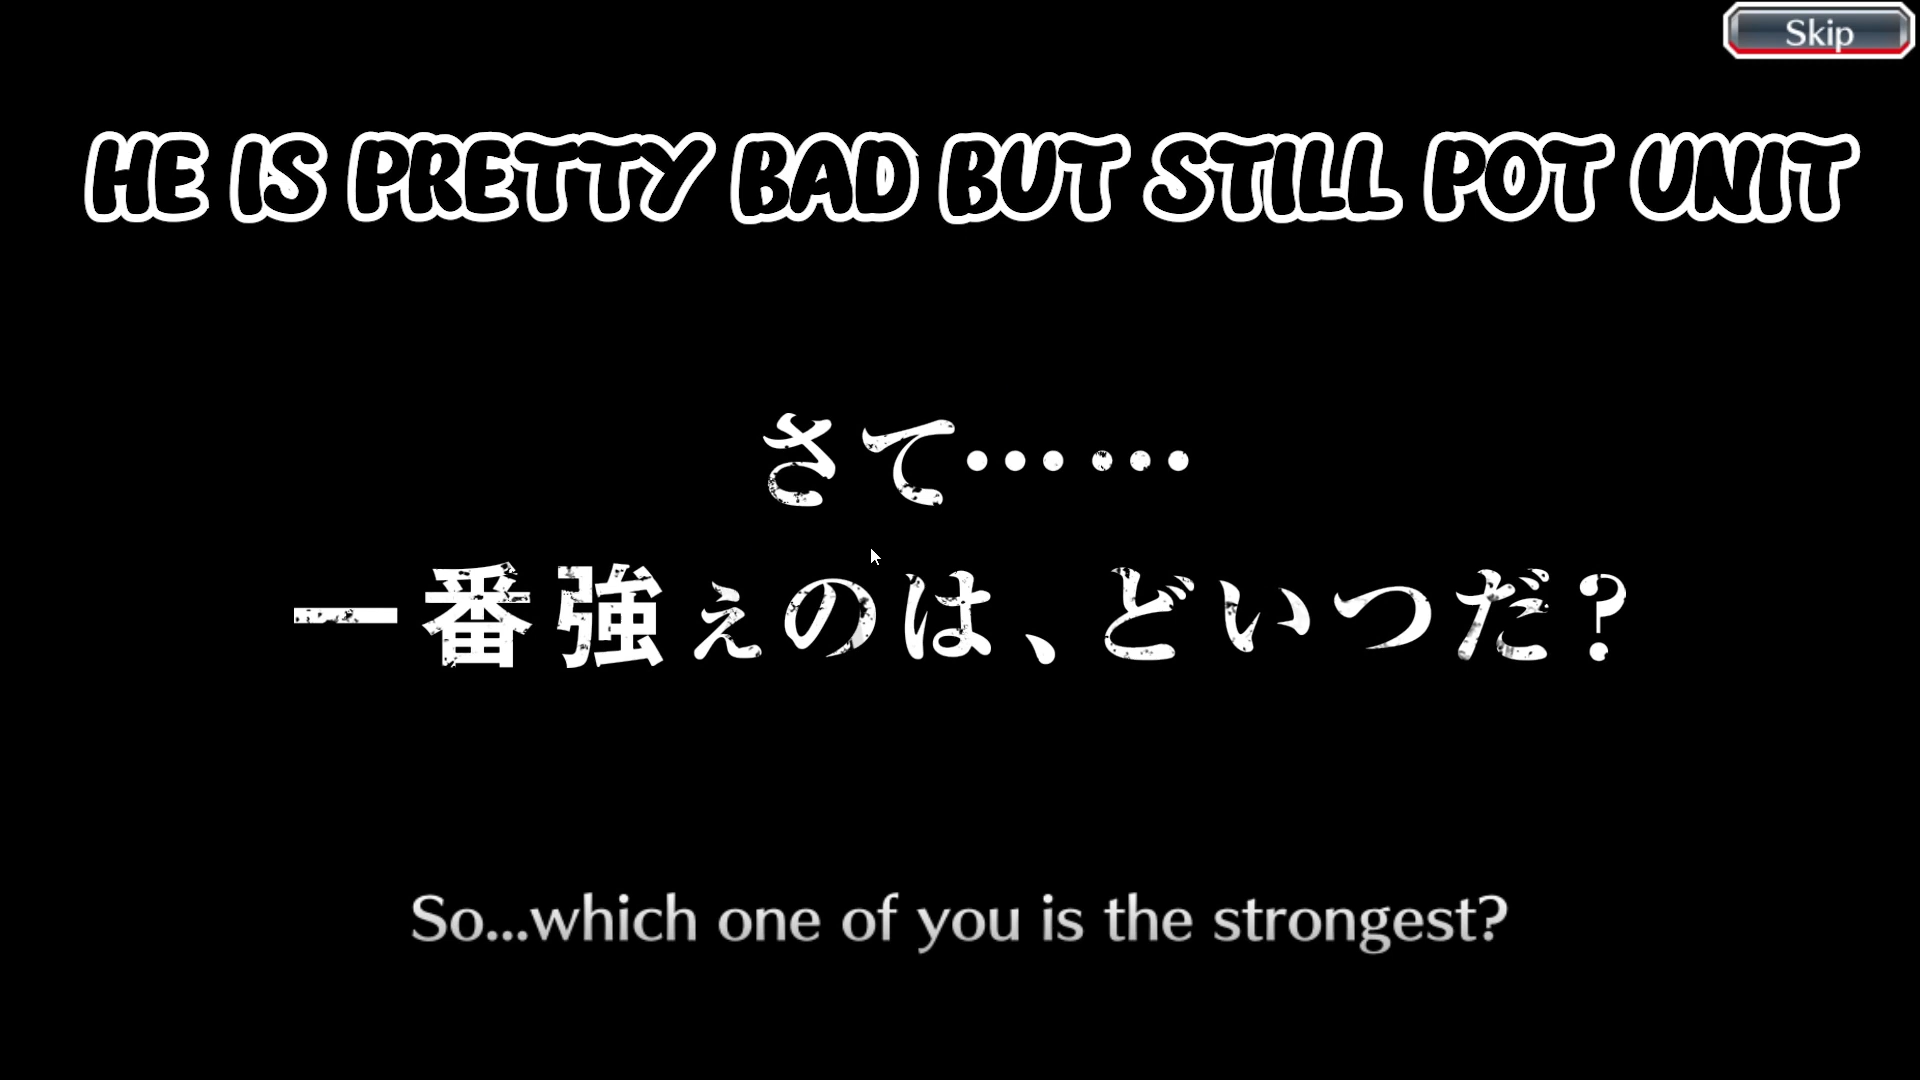 Skip
HE IS PRETTY BAD BUT STILL POT UNIT
さて……
一番強ぇのは、どいつだ?
So...which one of you is the strongest?